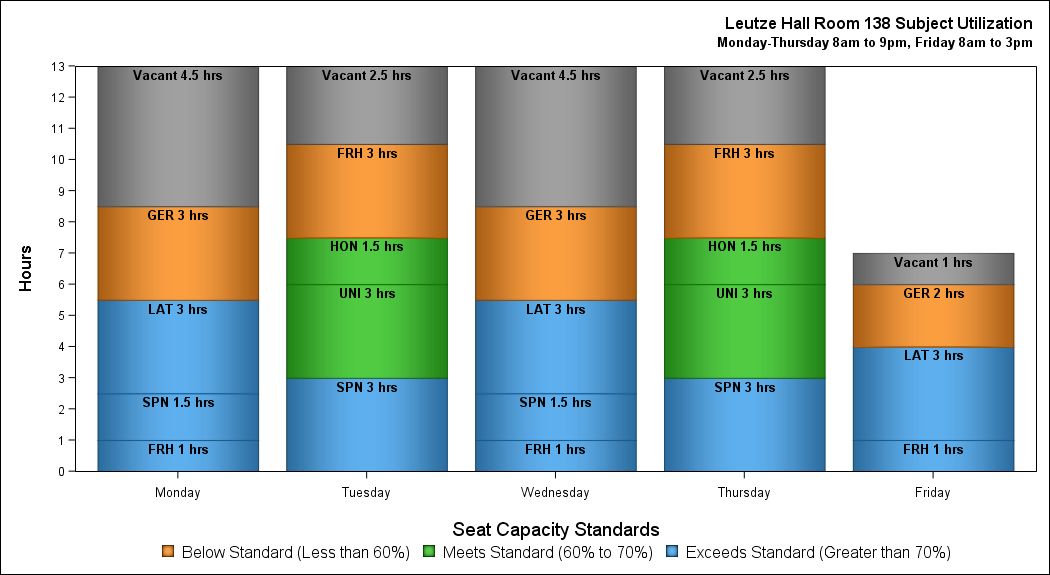 Leutze Hall Room 138 Subject Utilization
Monday-Thursday 8am to 9pm, Friday 8am to 3pm
Hours
13
12
11
10
9
8
7
6
5
4
3
2
1
0
Vacant 4.5 hrs
GER 3 hrs
LAT 3 hrs
SPN 1.5 hrs
FRH 1 hrs
Vacant 2.5 hrs
FRH 3 hrs
HON 1.5 hrs
UNI 3 hrs
SPN 3 hrs
Vacant 4.5 hrs
GER 3 hrs
LAT 3 hrs
SPN 1.5 hrs
FRH 1 hrs
Vacant 2.5 hrs
FRH 3 hrs
HON 1.5 hrs
UNI 3 hrs
SPN 3 hrs
Vacant 1 hrs
GER 2 hrs
LAT 3 hrs
FRH 1 hrs
Monday Tuesday Wednesday Thursday Friday
Seat Capacity Standards
Below Standard (Less than 60%) Meets Standard (60% to 70%) Exceeds Standard (Greater than 70%)